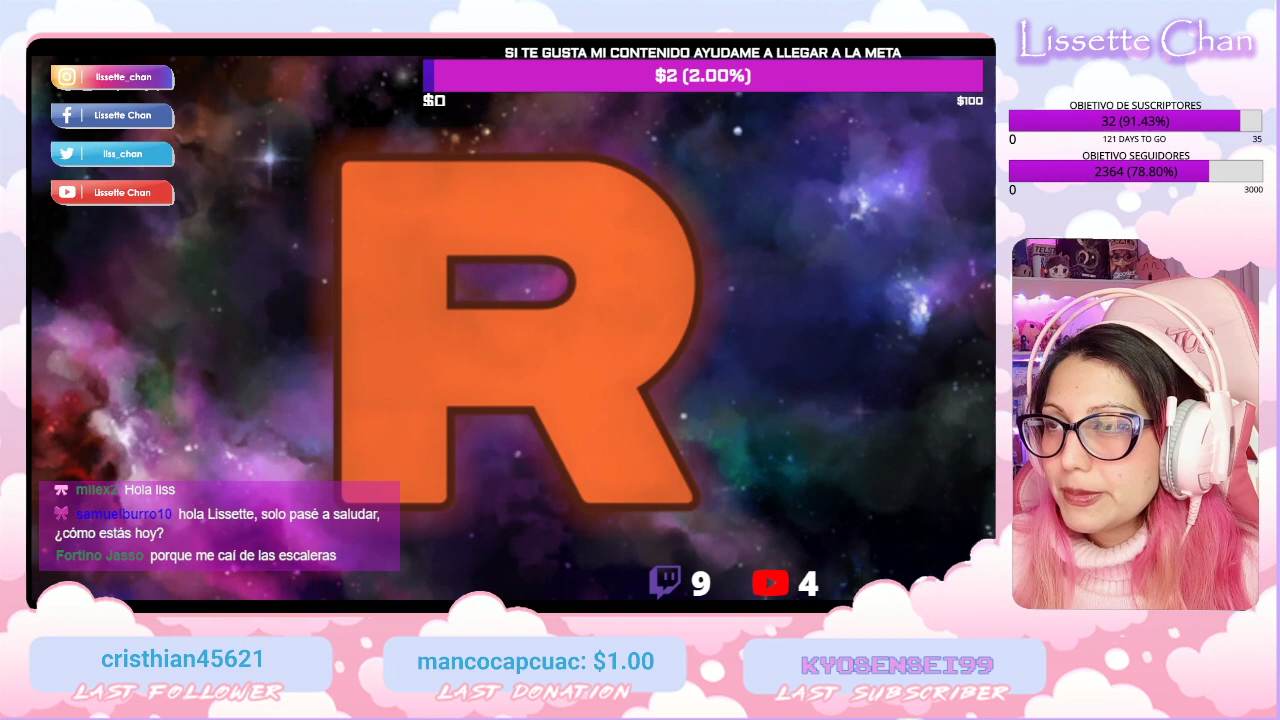 Lissette Chan
SI TE GUSTA MI CONTENIDO AYUDAME A LLEGAR A LA META
$2 (2.00%)
$0
$100
lissette_chan
Lissette Chan
liss_chan
Lissette Chan
OBJETIVO DE SUSCRIPTORES
32 (91.43%)
0
121 DAYS TO GO
35
OBJETIVO SEGUIDORES
2364 (78.80%)
0
3000
R
milex2 Hola liss
samuelburro10 hola Lissette, solo pasé a saludar,
¿cómo estás hoy?
Fortino Jasso porque me caí de las escaleras
9
4
cristhian45621
LAST FOLLOWER
mancocapcuac: $1.00
LAST DONATION
KYOSENSEI99
LAST SUBSCRIBER